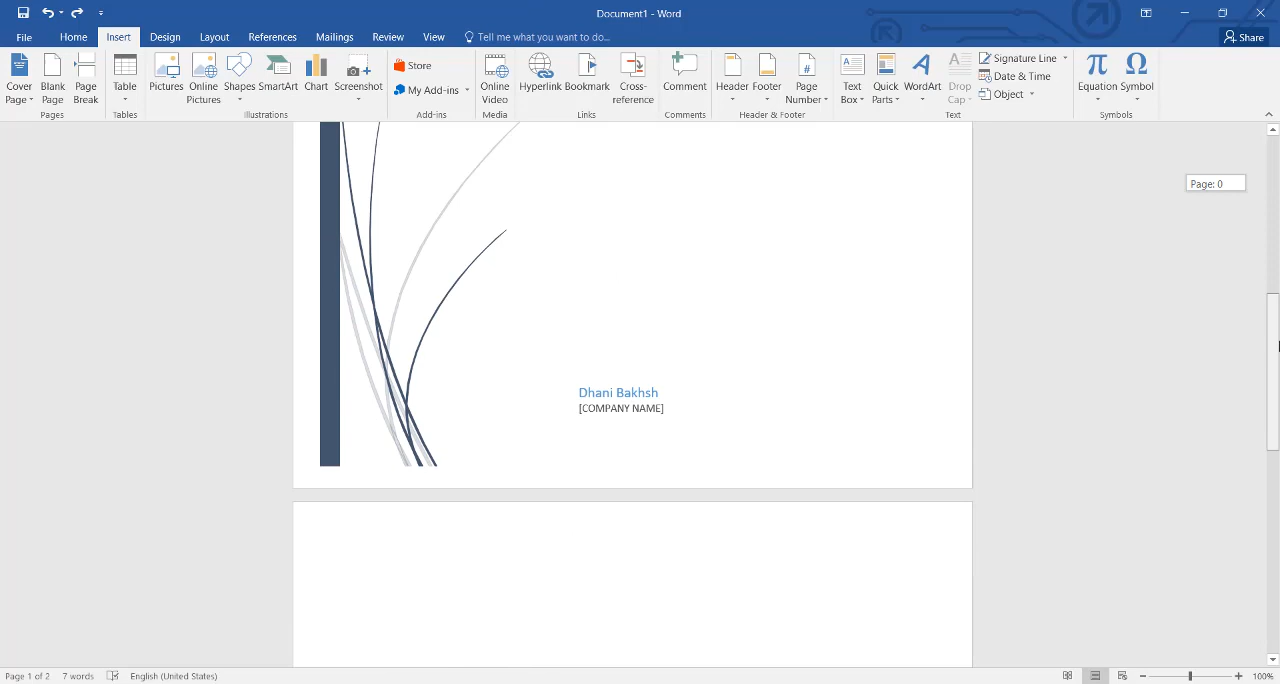 Document1 - Word
File Home Insert Design Layout References Mailings Review View Tell me what you want to do... Share
Cover Page Blank Page Page Break
Pages
Table
Tables
Pictures Online Pictures Shapes SmartArt Chart Screenshot
Illustrations
Store
My Add-ins
Add-ins
Online Video
Media
Hyperlink Bookmark Cross-reference
Links
Comment
Comments
Header Footer Page Number
Header & Footer
Text Box Quick Parts WordArt Drop Cap
Signature Line
Date & Time
Object
Text
Equation Symbol
Symbols
Page: 0
Dhani Bakhsh
[COMPANY NAME]
Page 1 of 2 7 words English (United States) 100%